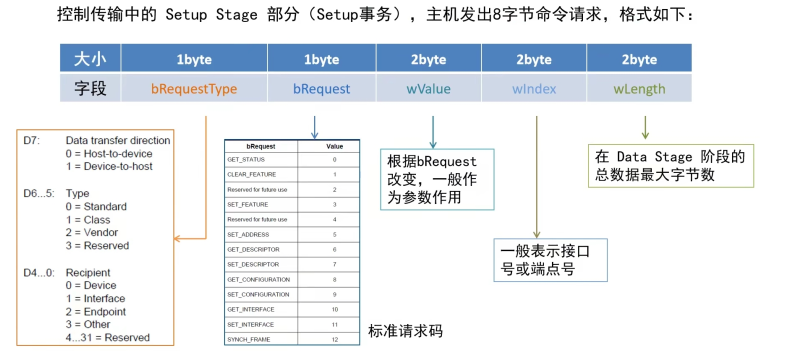 控制传输中的 Setup Stage 部分（Setup事务），主机发出8字节命令请求，格式如下：
大小 1byte 1byte 2byte 2byte 2byte
字段 bRequestType bRequest wValue wIndex wLength
D7: Data transfer direction
0 = Host-to-device
1 = Device-to-host
D6...5: Type
0 = Standard
1 = Class
2 = Vendor
3 = Reserved
D4...0: Recipient
0 = Device
1 = Interface
2 = Endpoint
3 = Other
4...31 = Reserved
bRequest Value
GET_STATUS 0
CLEAR_FEATURE 1
Reserved for future use 2
SET_FEATURE 3
Reserved for future use 4
SET_ADDRESS 5
GET_DESCRIPTOR 6
SET_DESCRIPTOR 7
GET_CONFIGURATION 8
SET_CONFIGURATION 9
GET_INTERFACE 10
SET_INTERFACE 11
SYNCH_FRAME 12
标准请求码
根据bRequest
改变，一般作
为参数作用
一般表示接口
号或端点号
在 Data Stage 阶段的
总数据最大字节数